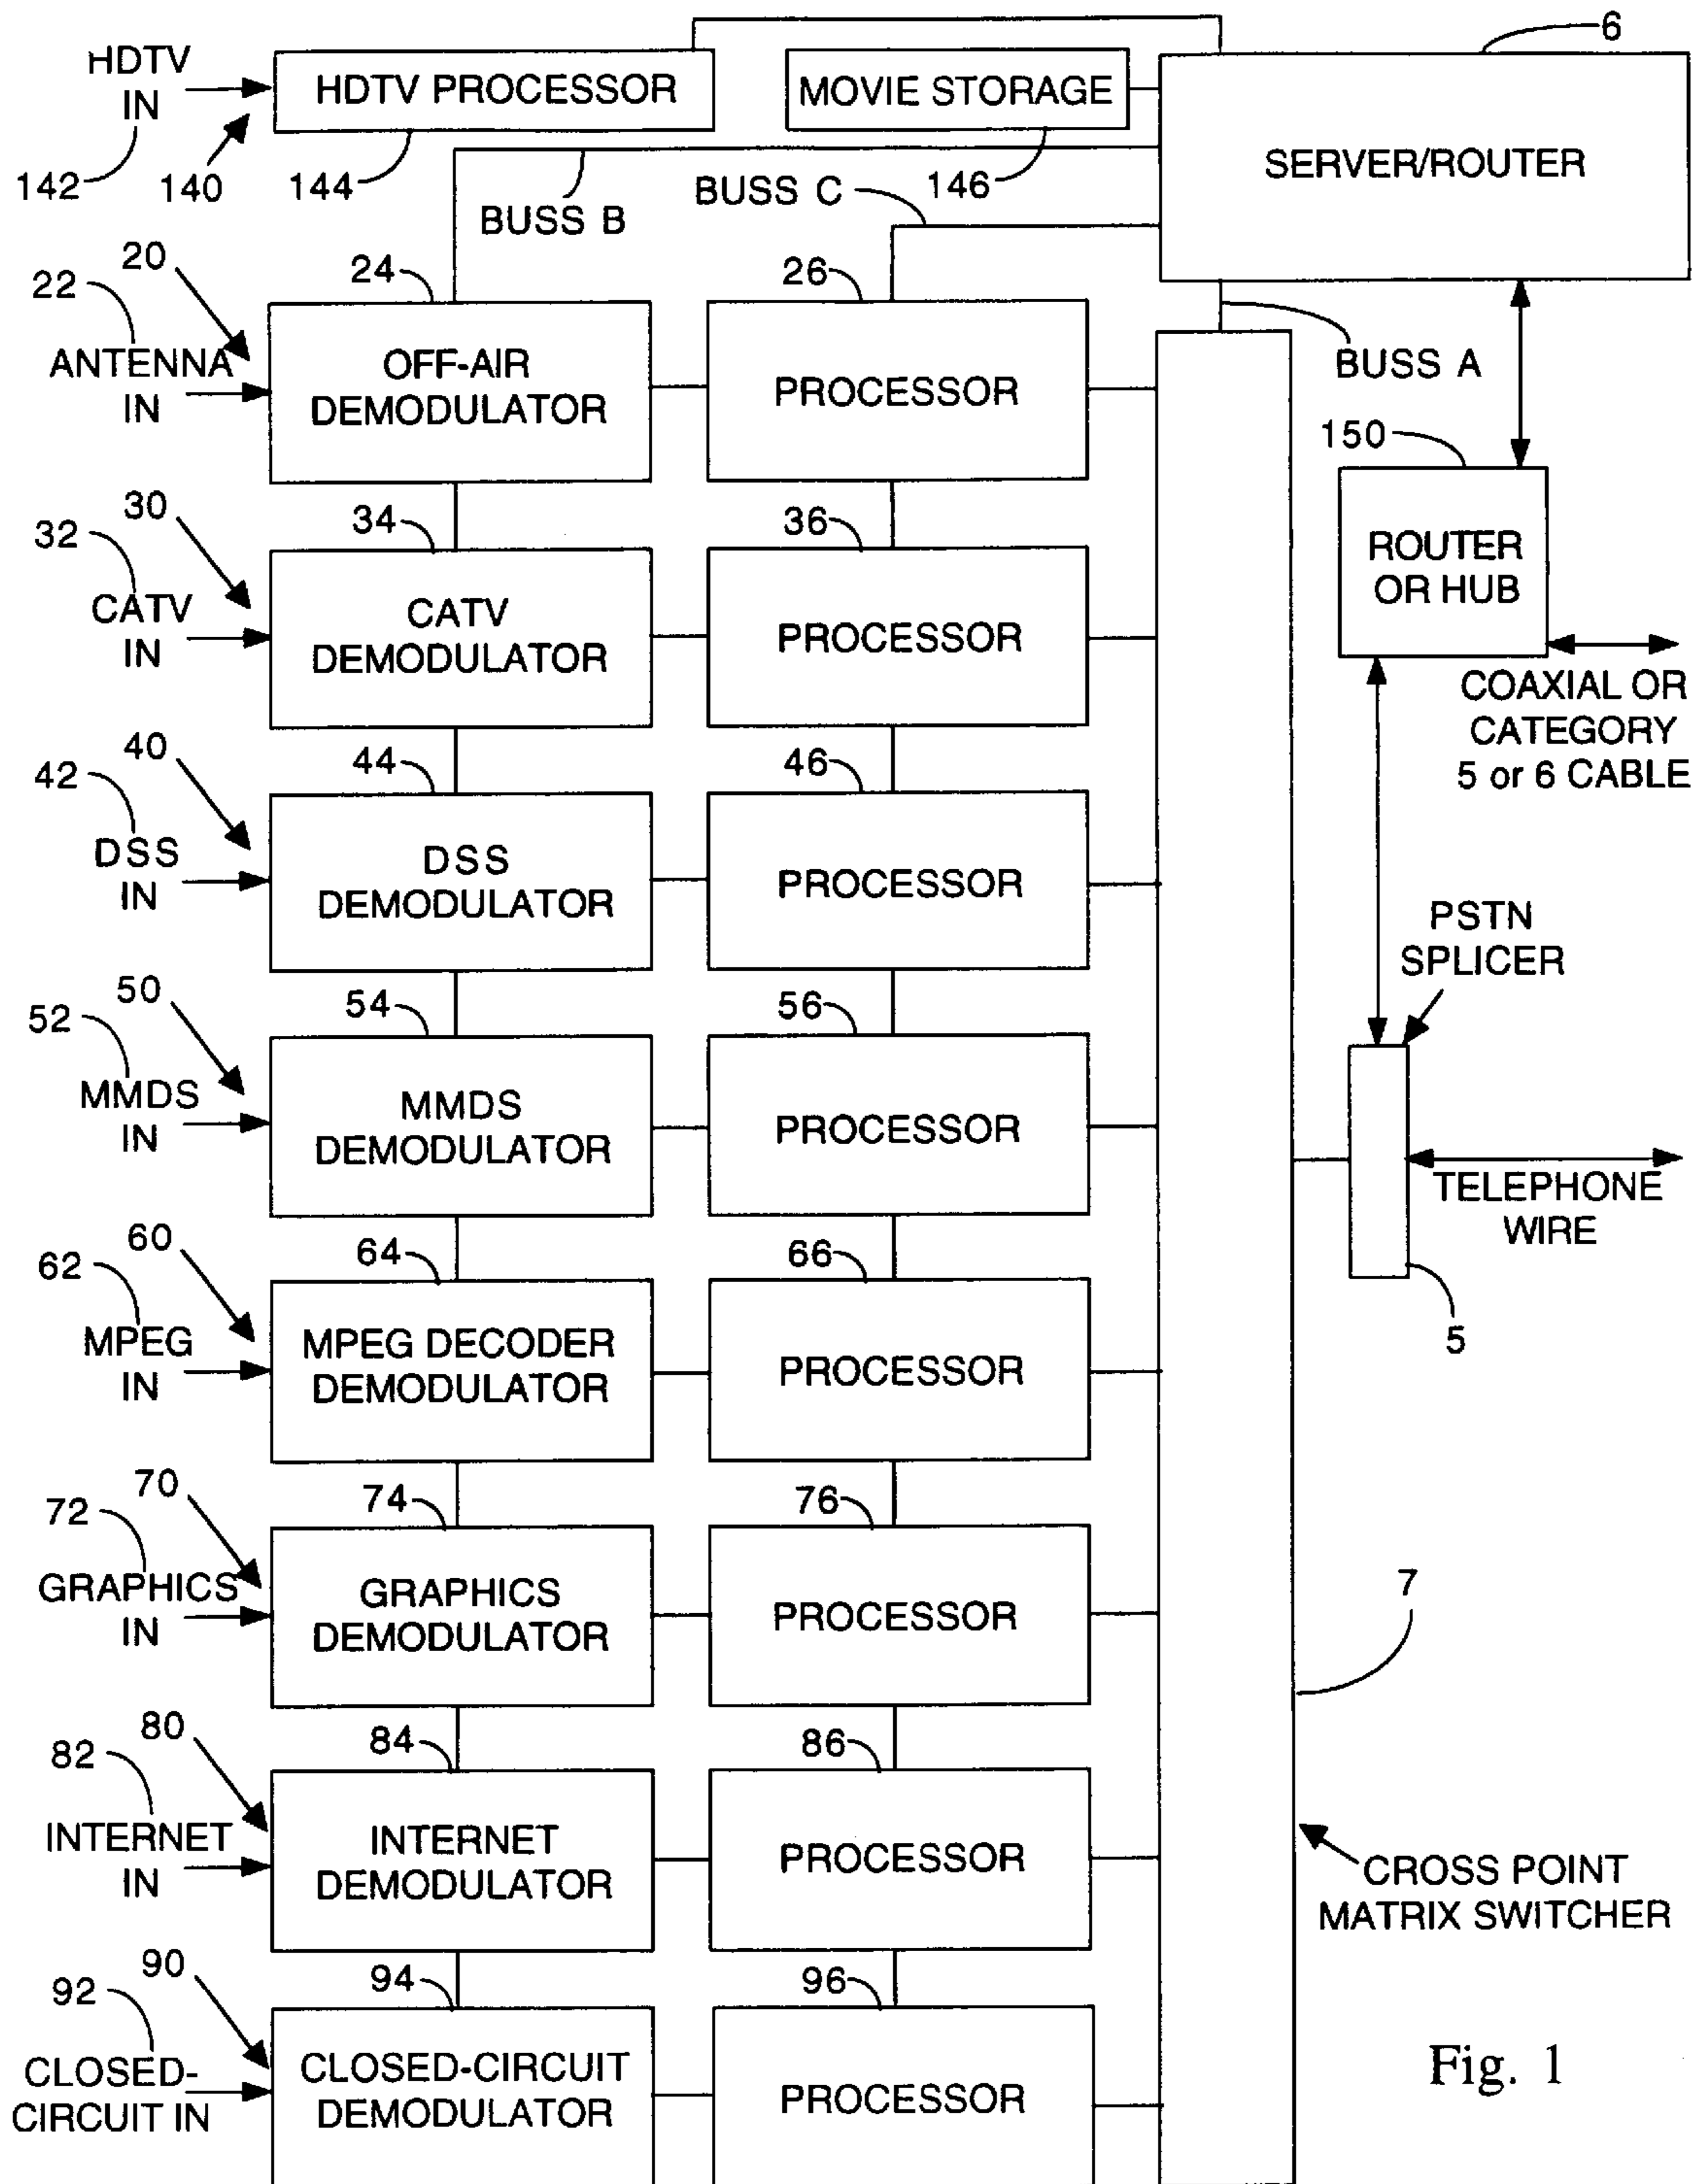 6
HDTV
IN
HDTV PROCESSOR
MOVIE STORAGE
SERVER/ROUTER
142
140
144
146
BUSS B
BUSS C
BUSS A
20
22
24
26
ANTENNA
IN
OFF-AIR
DEMODULATOR
PROCESSOR
150
ROUTER
OR HUB
30
32
34
36
CATV
IN
CATV
DEMODULATOR
PROCESSOR
COAXIAL OR
CATEGORY
5 or 6 CABLE
40
42
44
46
DSS
IN
DSS
DEMODULATOR
PROCESSOR
PSTN
SPLICER
50
52
54
56
MMDS
IN
MMDS
DEMODULATOR
PROCESSOR
TELEPHONE
WIRE
5
60
62
64
66
MPEG
IN
MPEG DECODER
DEMODULATOR
PROCESSOR
70
72
74
76
GRAPHICS
IN
GRAPHICS
DEMODULATOR
PROCESSOR
7
80
82
84
86
INTERNET
IN
INTERNET
DEMODULATOR
PROCESSOR
CROSS POINT
MATRIX SWITCHER
90
92
94
96
CLOSED-
CIRCUIT IN
CLOSED-CIRCUIT
DEMODULATOR
PROCESSOR
Fig. 1